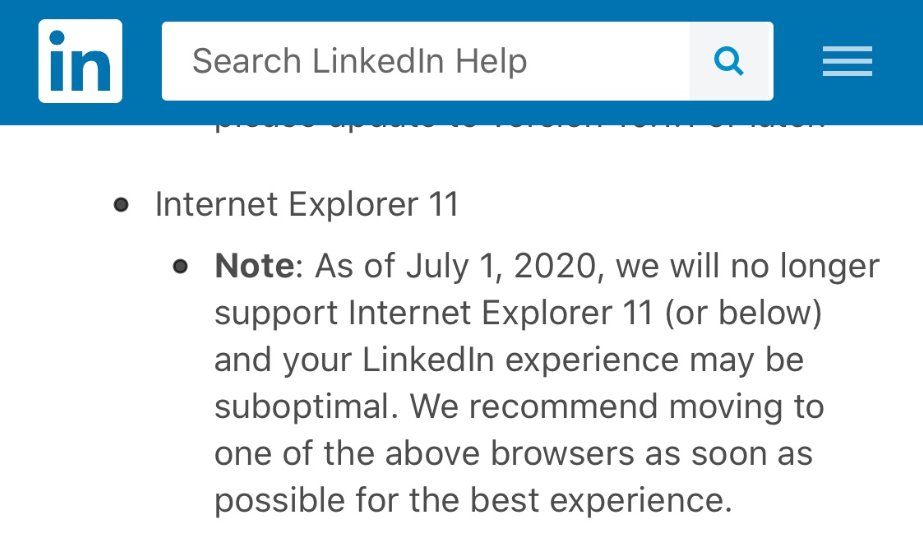 in
Search LinkedIn Help
Internet Explorer 11
Note: As of July 1, 2020, we will no longer
support Internet Explorer 11 (or below)
and your LinkedIn experience may be
suboptimal. We recommend moving to
one of the above browsers as soon as
possible for the best experience.